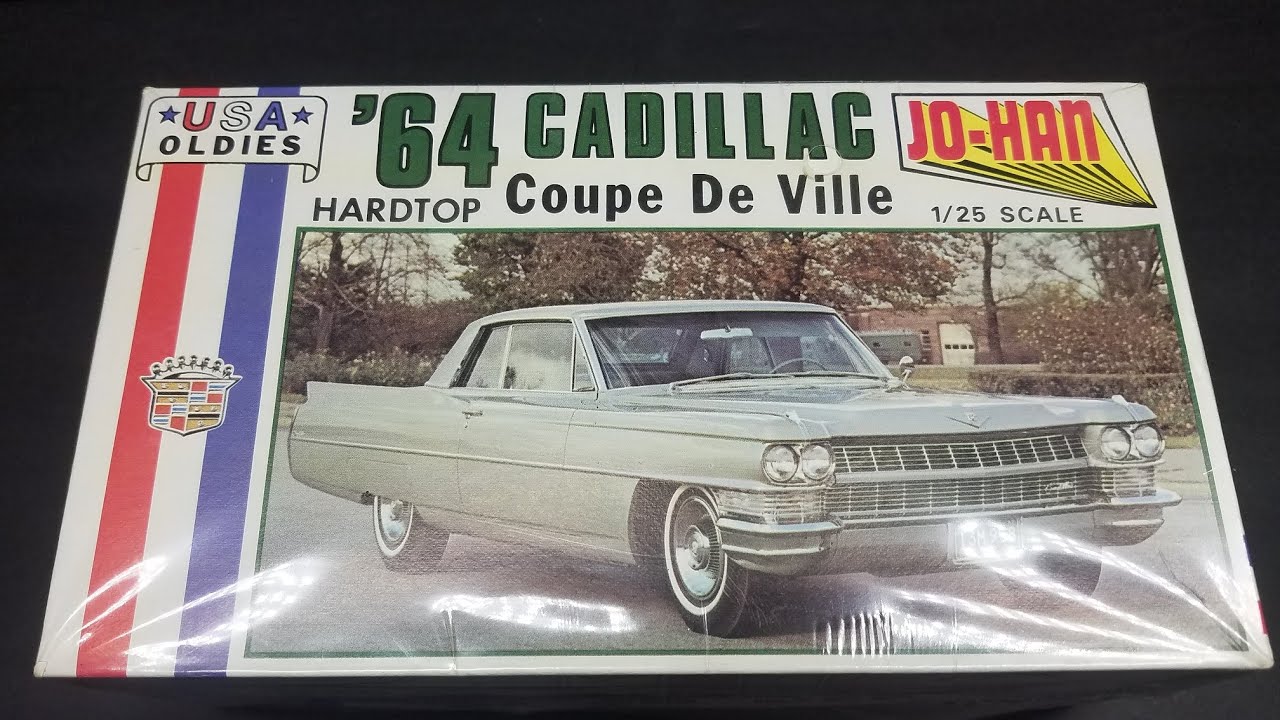 USA
OLDIES
'64 CADILLAC
HARDTOP Coupe De Ville
JO-HAN
1/25 SCALE